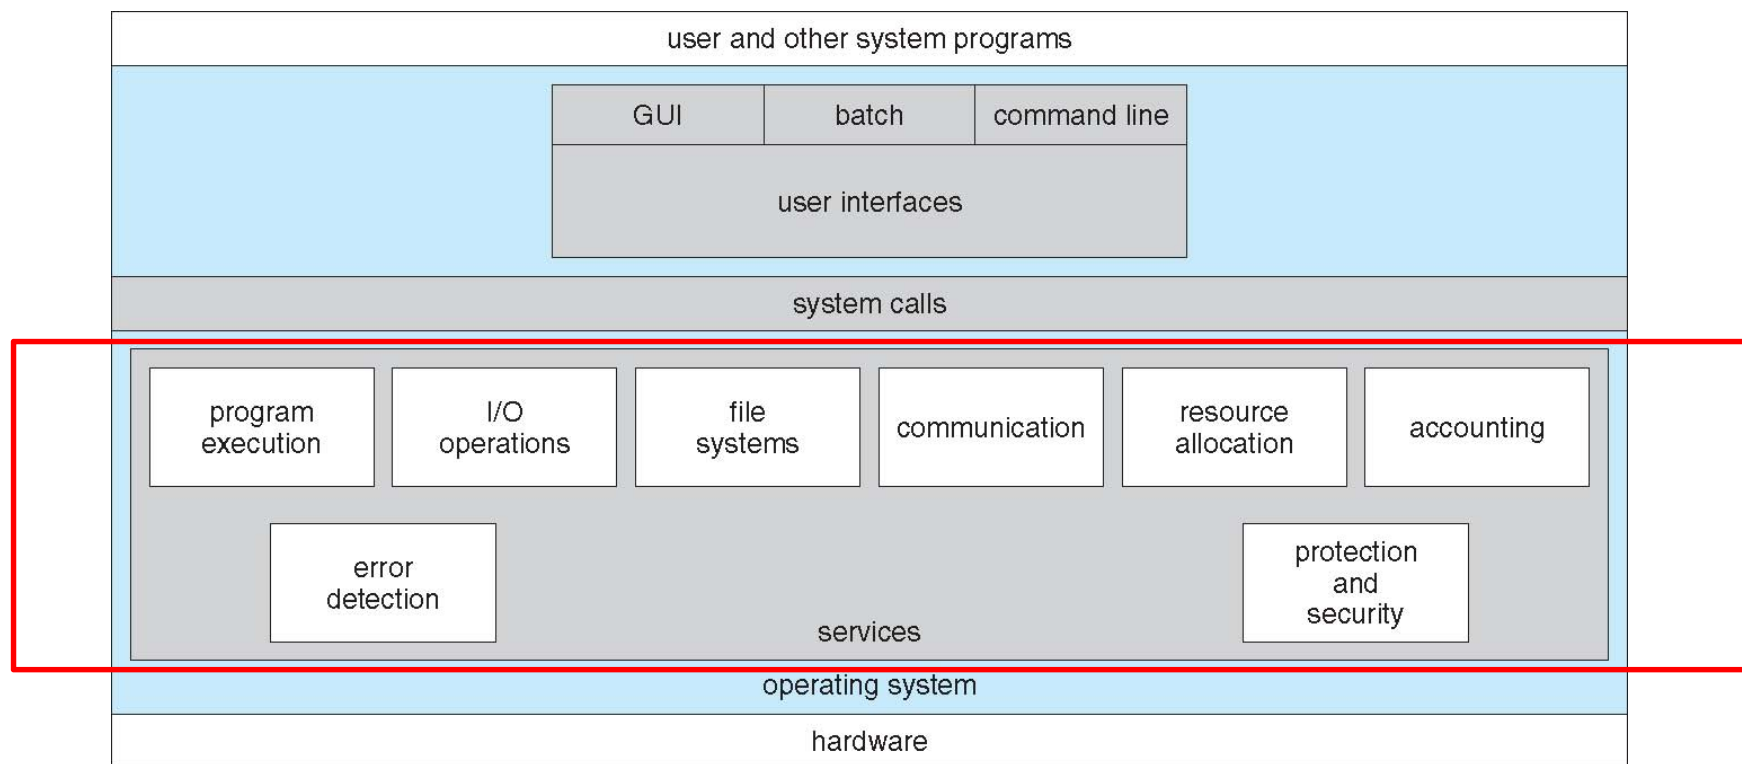 user and other system programs
GUI
batch
command line
user interfaces
system calls
program
execution
I/O
operations
file
systems
communication
resource
allocation
accounting
error
detection
protection
and
security
services
operating system
hardware